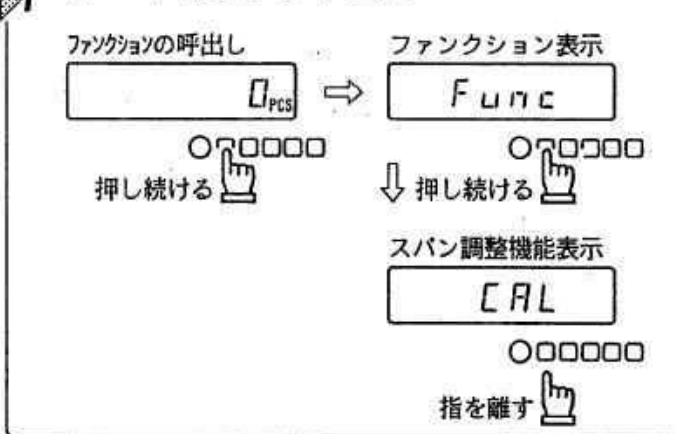 ファンクションの呼出し
0PCS
押し続ける
ファンクション表示
Func
押し続ける
スパン調整機能表示
CAL
指を離す